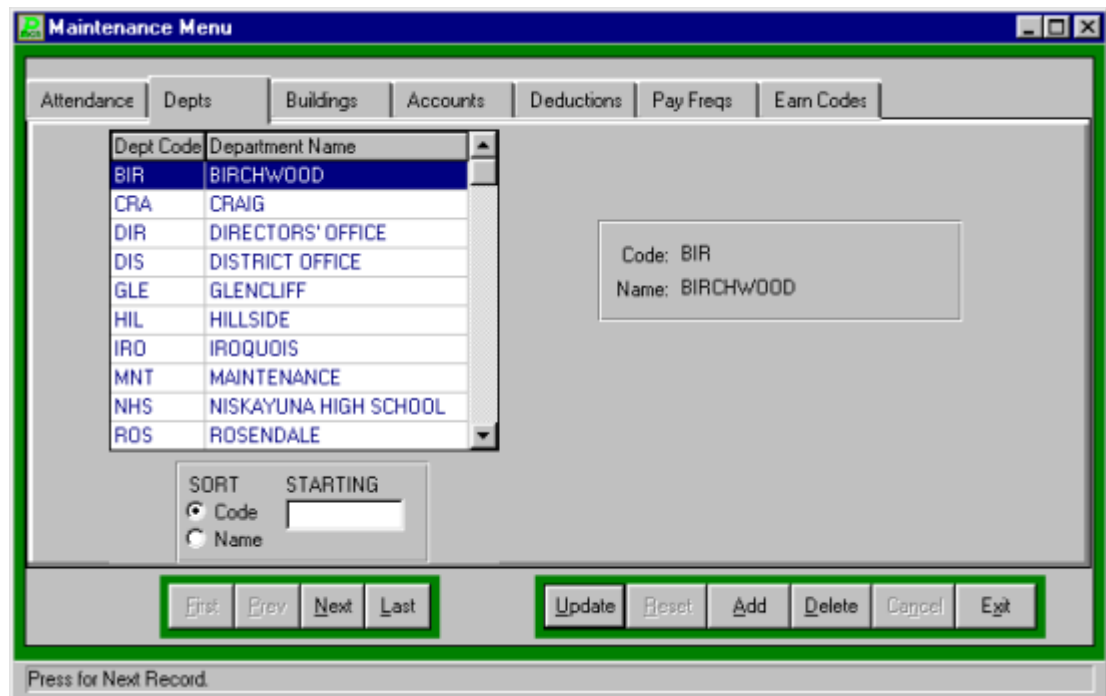 Maintenance Menu
Attendance Depts Buildings Accounts Deductions Pay Freqs Earn Codes
Dept Code Department Name
BIR BIRCHWOOD
CRA CRAIG
DIR DIRECTORS' OFFICE
DIS DISTRICT OFFICE
GLE GLENCLIFF
HIL HILLSIDE
IRO IROQUOIS
MNT MAINTENANCE
NHS NISKAYUNA HIGH SCHOOL
ROS ROSENDALE
Code: BIR
Name: BIRCHWOOD
SORT STARTING
Code
Name
First Prev Next Last
Update Reset Add Delete Cancel Exit
Press for Next Record.